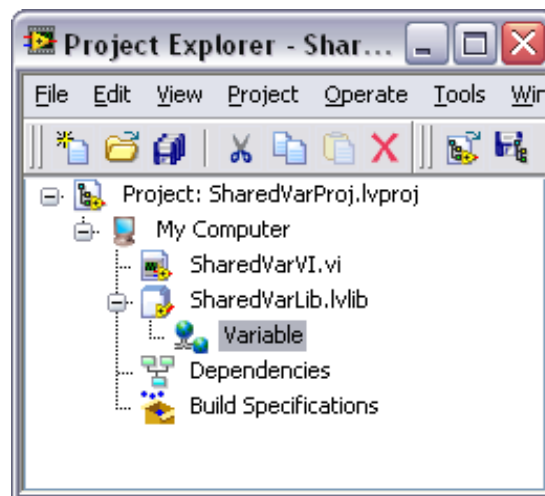 Project Explorer - Shar...
File Edit View Project Operate Tools Wir
Project: SharedVarProj.lvproj
My Computer
SharedVarVI.vi
SharedVarLib.lvlib
Variable
Dependencies
Build Specifications